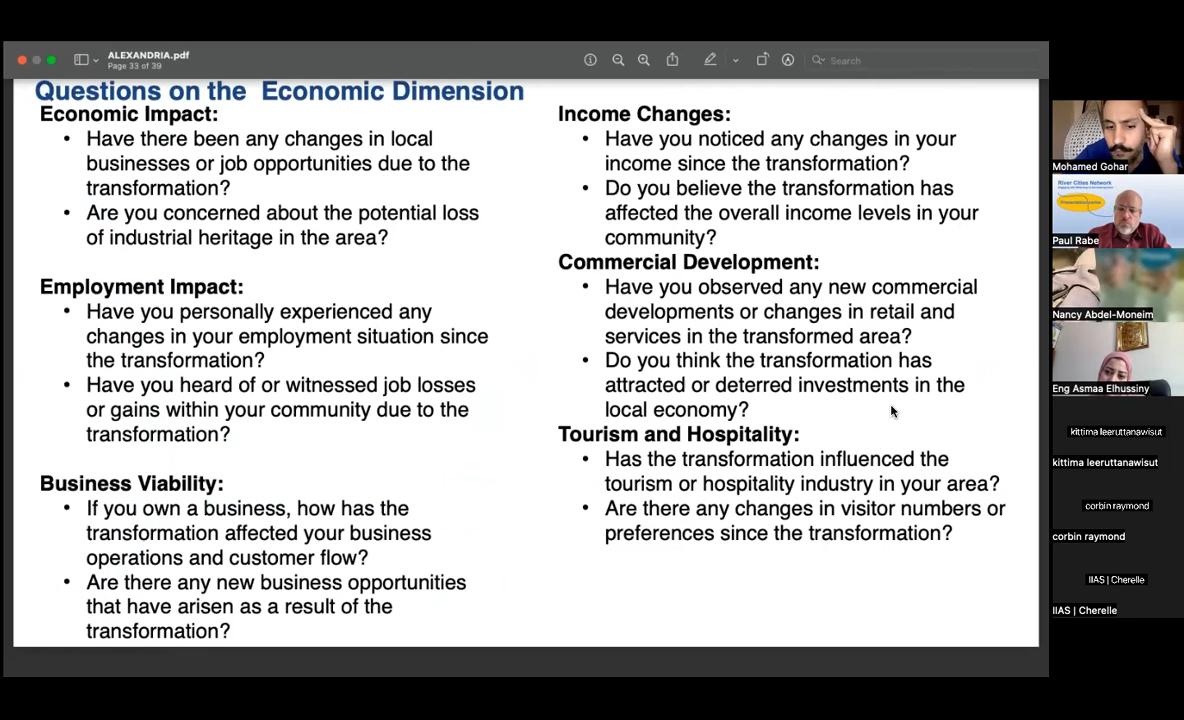 ALEXANDRIA.pdf
Page 33 of 39
Search
Questions on the Economic Dimension
Economic Impact:
• Have there been any changes in local
businesses or job opportunities due to the
transformation?
• Are you concerned about the potential loss
of industrial heritage in the area?
Employment Impact:
• Have you personally experienced any
changes in your employment situation since
the transformation?
• Have you heard of or witnessed job losses
or gains within your community due to the
transformation?
Business Viability:
• If you own a business, how has the
transformation affected your business
operations and customer flow?
• Are there any new business opportunities
that have arisen as a result of the
transformation?
Income Changes:
• Have you noticed any changes in your
income since the transformation?
• Do you believe the transformation has
affected the overall income levels in your
community?
Commercial Development:
• Have you observed any new commercial
developments or changes in retail and
services in the transformed area?
• Do you think the transformation has
attracted or deterred investments in the
local economy?
Tourism and Hospitality:
• Has the transformation influenced the
tourism or hospitality industry in your area?
• Are there any changes in visitor numbers or
preferences since the transformation?
Mohamed Gohar
River Cities Network
Paul Rabe
Nancy Abdel-Moneim
Eng Asmaa Elhussiny
kittima leeruttanawisut
kittima leeruttanawisut
corbin raymond
corbin raymond
IIAS | Cherelle
IIAS | Cherelle